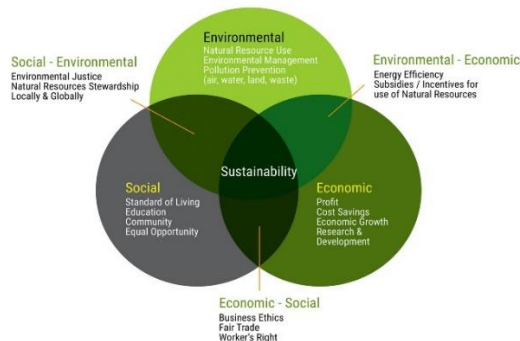 Environmental
Natural Resource Use
Environmental Management
Pollution Prevention
(air, water, land, waste)
Social - Environmental
Environmental Justice
Natural Resources Stewardship
Locally & Globally
Environmental - Economic
Energy Efficiency
Subsidies / Incentives for
use of Natural Resources
Sustainability
Social
Standard of Living
Education
Community
Equal Opportunity
Economic
Profit
Cost Savings
Economic Growth
Research &
Development
Economic - Social
Business Ethics
Fair Trade
Worker's Right